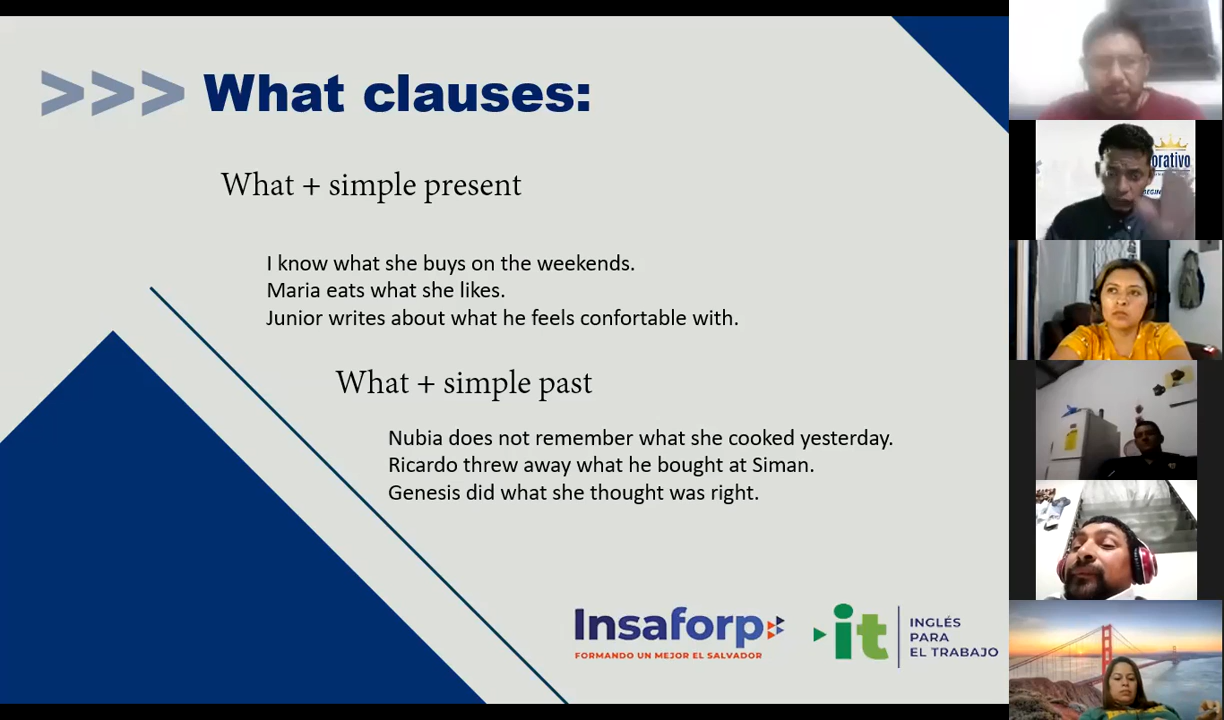 >>> What clauses:
What + simple present
I know what she buys on the weekends.
Maria eats what she likes.
Junior writes about what he feels confortable with.
What + simple past
Nubia does not remember what she cooked yesterday.
Ricardo threw away what he bought at Siman.
Genesis did what she thought was right.
Insaforp
FORMANDO UN MEJOR EL SALVADOR
it
INGLÉS
PARA
EL TRABAJO
orativo